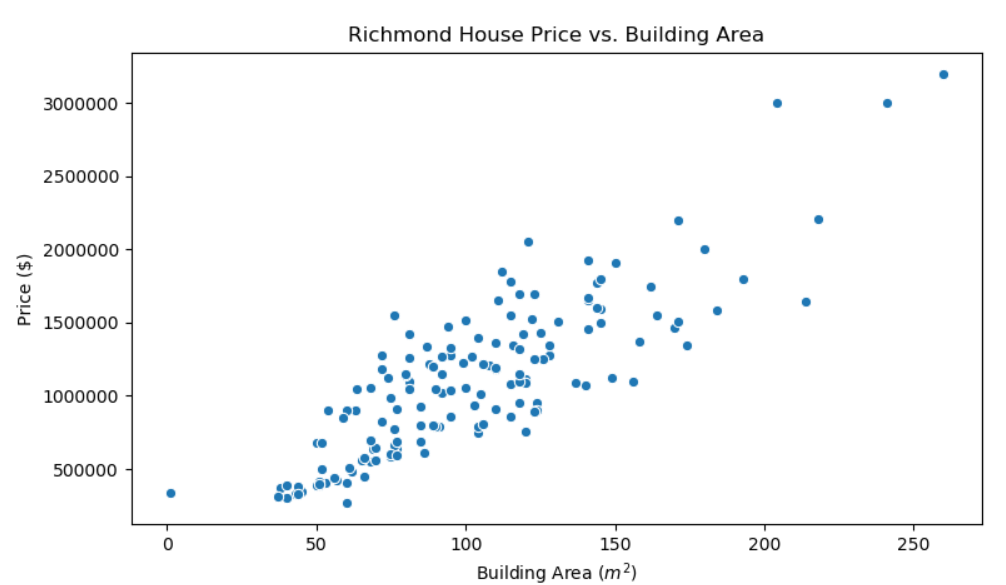 Richmond House Price vs. Building Area
Price ($)
3000000
2500000
2000000
1500000
1000000
500000
0 50 100 150 200 250
Building Area (m²)